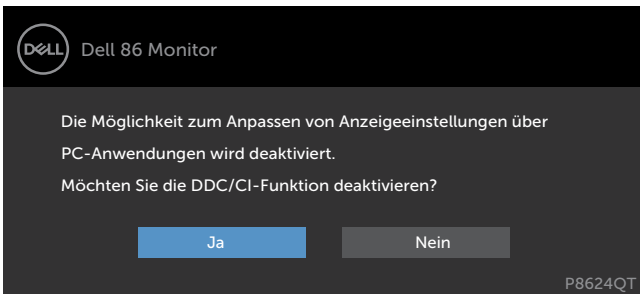 DELL
Dell 86 Monitor
Die Möglichkeit zum Anpassen von Anzeigeeinstellungen über
PC-Anwendungen wird deaktiviert.
Möchten Sie die DDC/CI-Funktion deaktivieren?
Ja
Nein
P8624QT